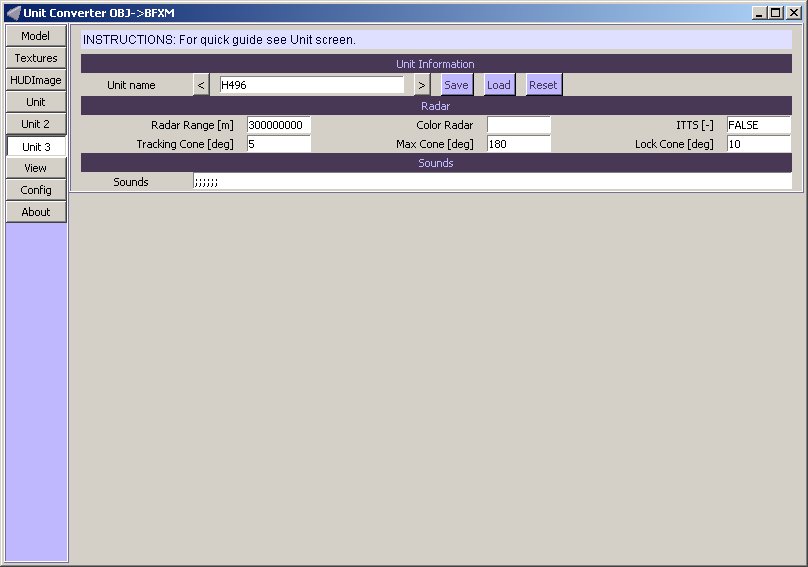 Unit Converter OBJ->BFXM
Model
Textures
HUDImage
Unit
Unit 2
Unit 3
View
Config
About
INSTRUCTIONS: For quick guide see Unit screen.
Unit Information
Unit name < H496 > Save Load Reset
Radar
Radar Range [m] 300000000 Color Radar ITTS [-] FALSE
Tracking Cone [deg] 5 Max Cone [deg] 180 Lock Cone [deg] 10
Sounds
Sounds ;;;;;;